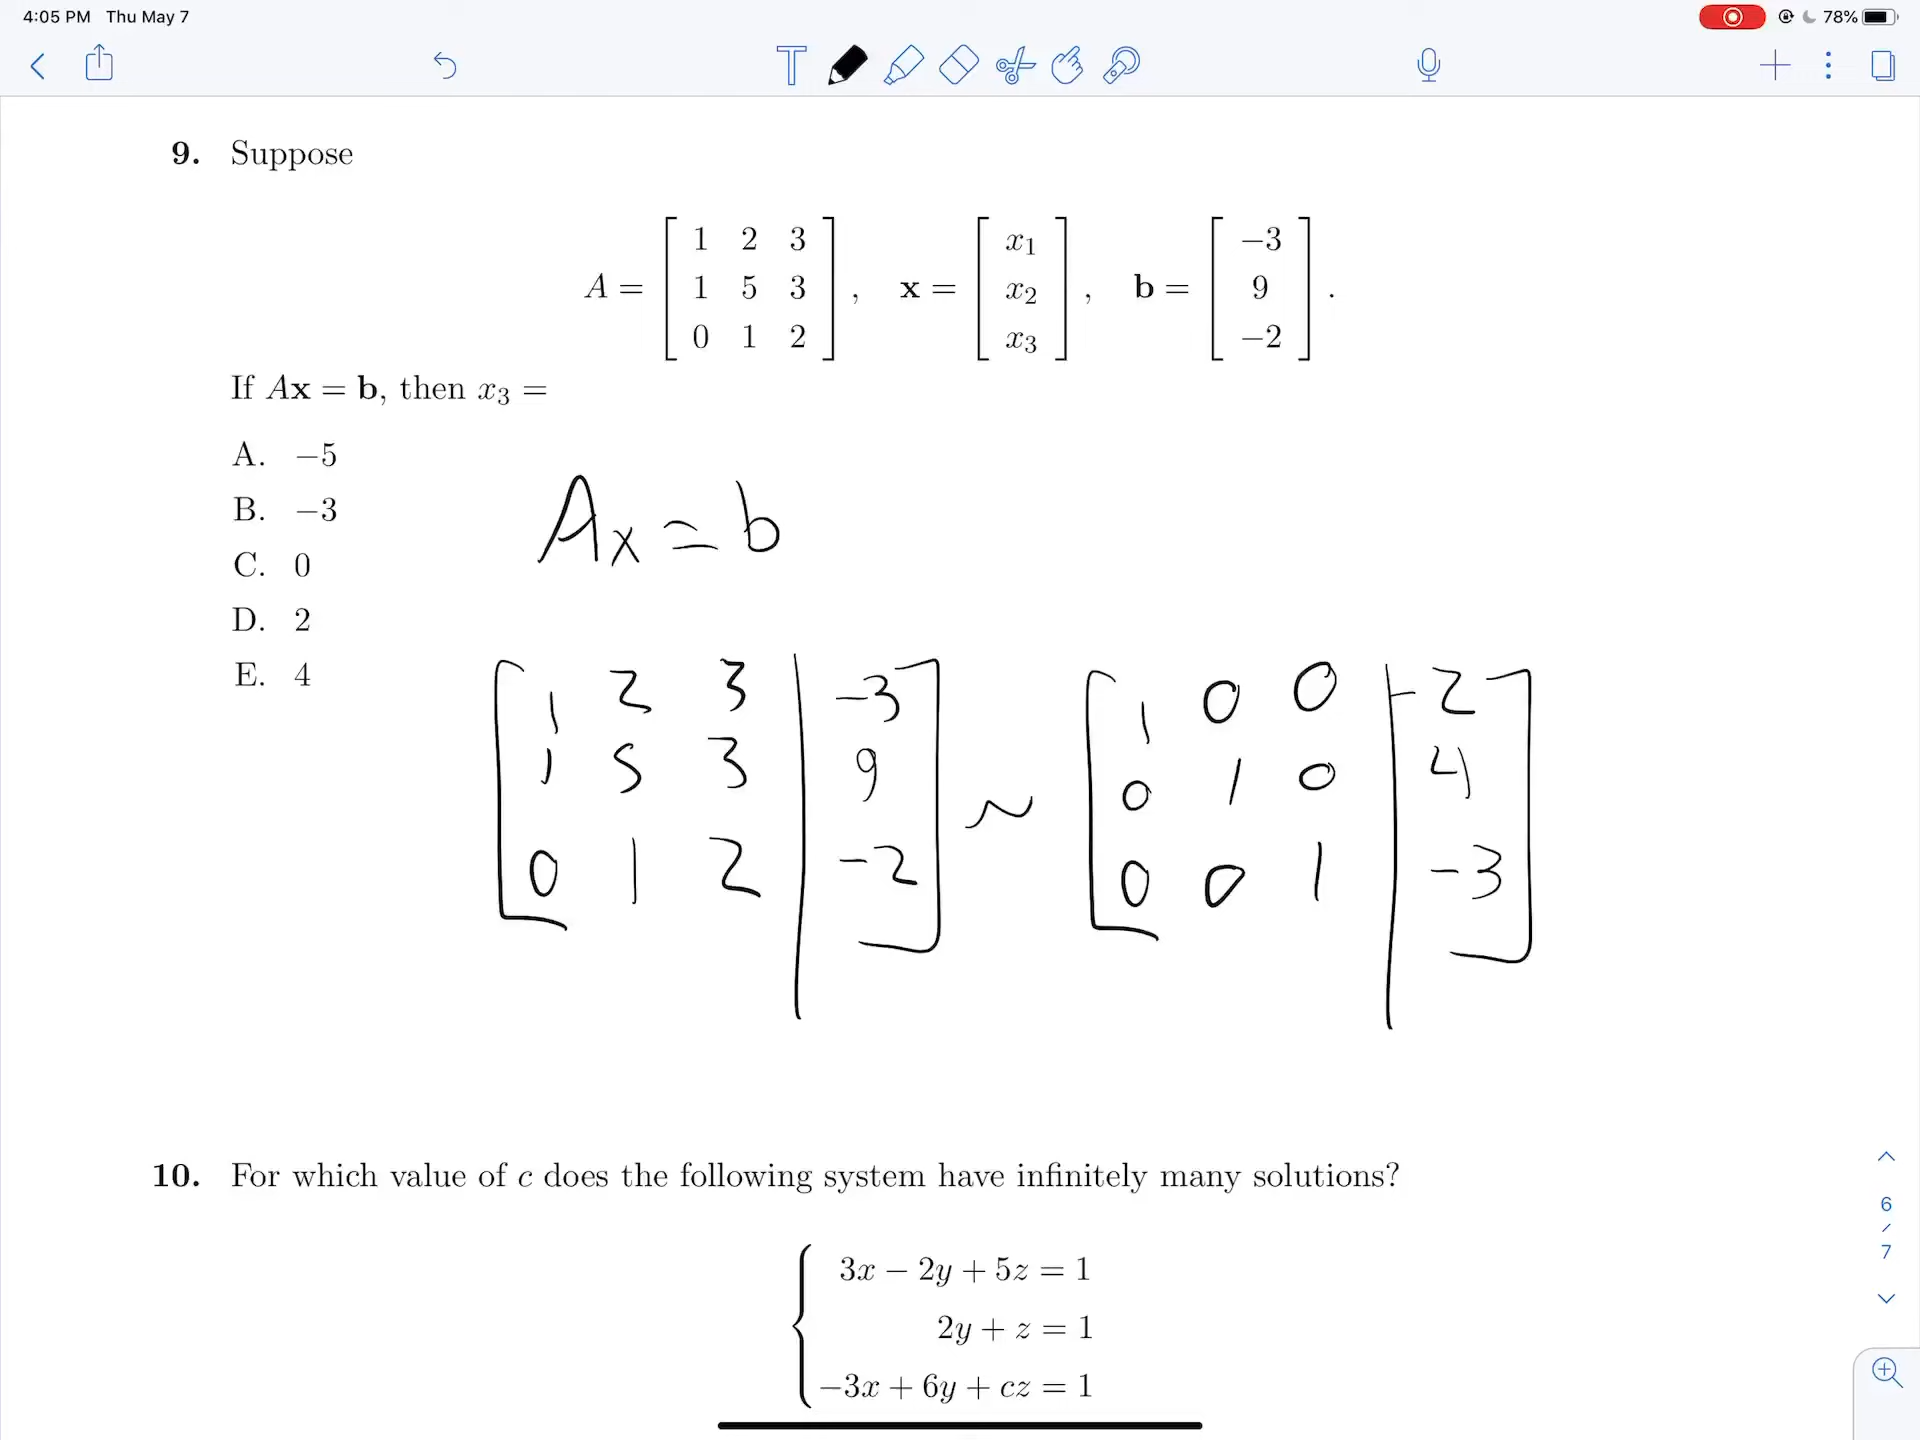 4:05 PM Thu May 7
78%
9. Suppose
A = [ 1 2 3 ; 1 5 3 ; 0 1 2 ], x = [ x₁ ; x₂ ; x₃ ], b = [ −3 ; 9 ; −2 ].
If Ax = b, then x₃ =
A. −5
B. −3
C. 0
D. 2
E. 4
Ax = b
[ 1 2 3 | -3 ] ~ [ 1 0 0 | -2 ]
[ 1 5 3 | 9 ] [ 0 1 0 | 4 ]
[ 0 1 2 | -2 ] [ 0 0 1 | -3 ]
10. For which value of c does the following system have infinitely many solutions?
3x − 2y + 5z = 1
2y + z = 1
−3x + 6y + cz = 1
6
/
7